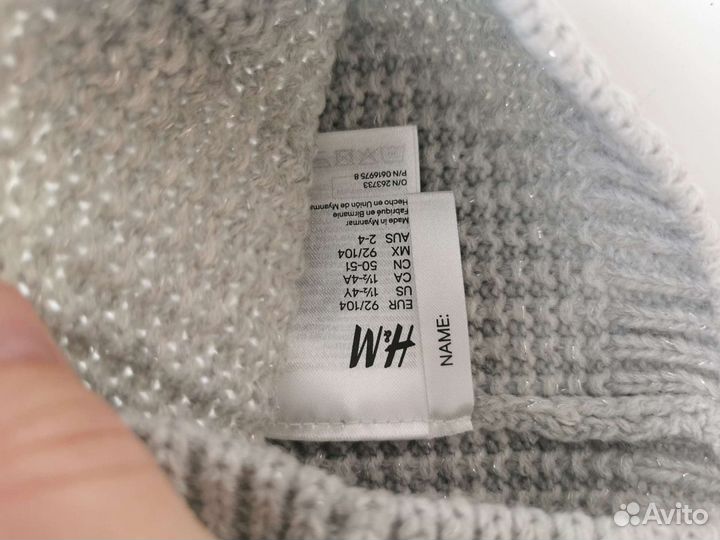 H&M
EUR 92/104
US 1½-4Y
CA 1½-4A
CN 50-51
MX 92/104
AUS 2-4
Made in Myanmar
Fabriqué en Birmanie
Hecho en Unión de Myanmar
O/N 263733
P/N 0616975 8
NAME:
Avito